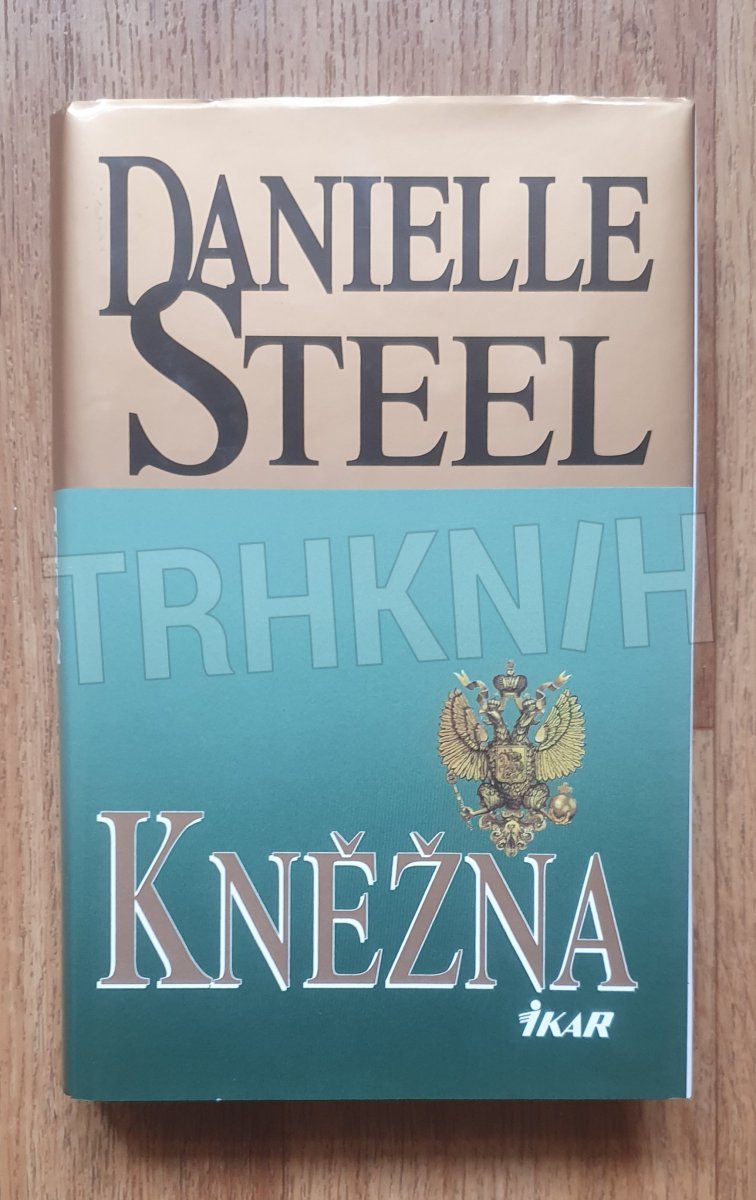 DANIELLE
STEEL
TRHKNIH
KNĚŽNA
iKAR